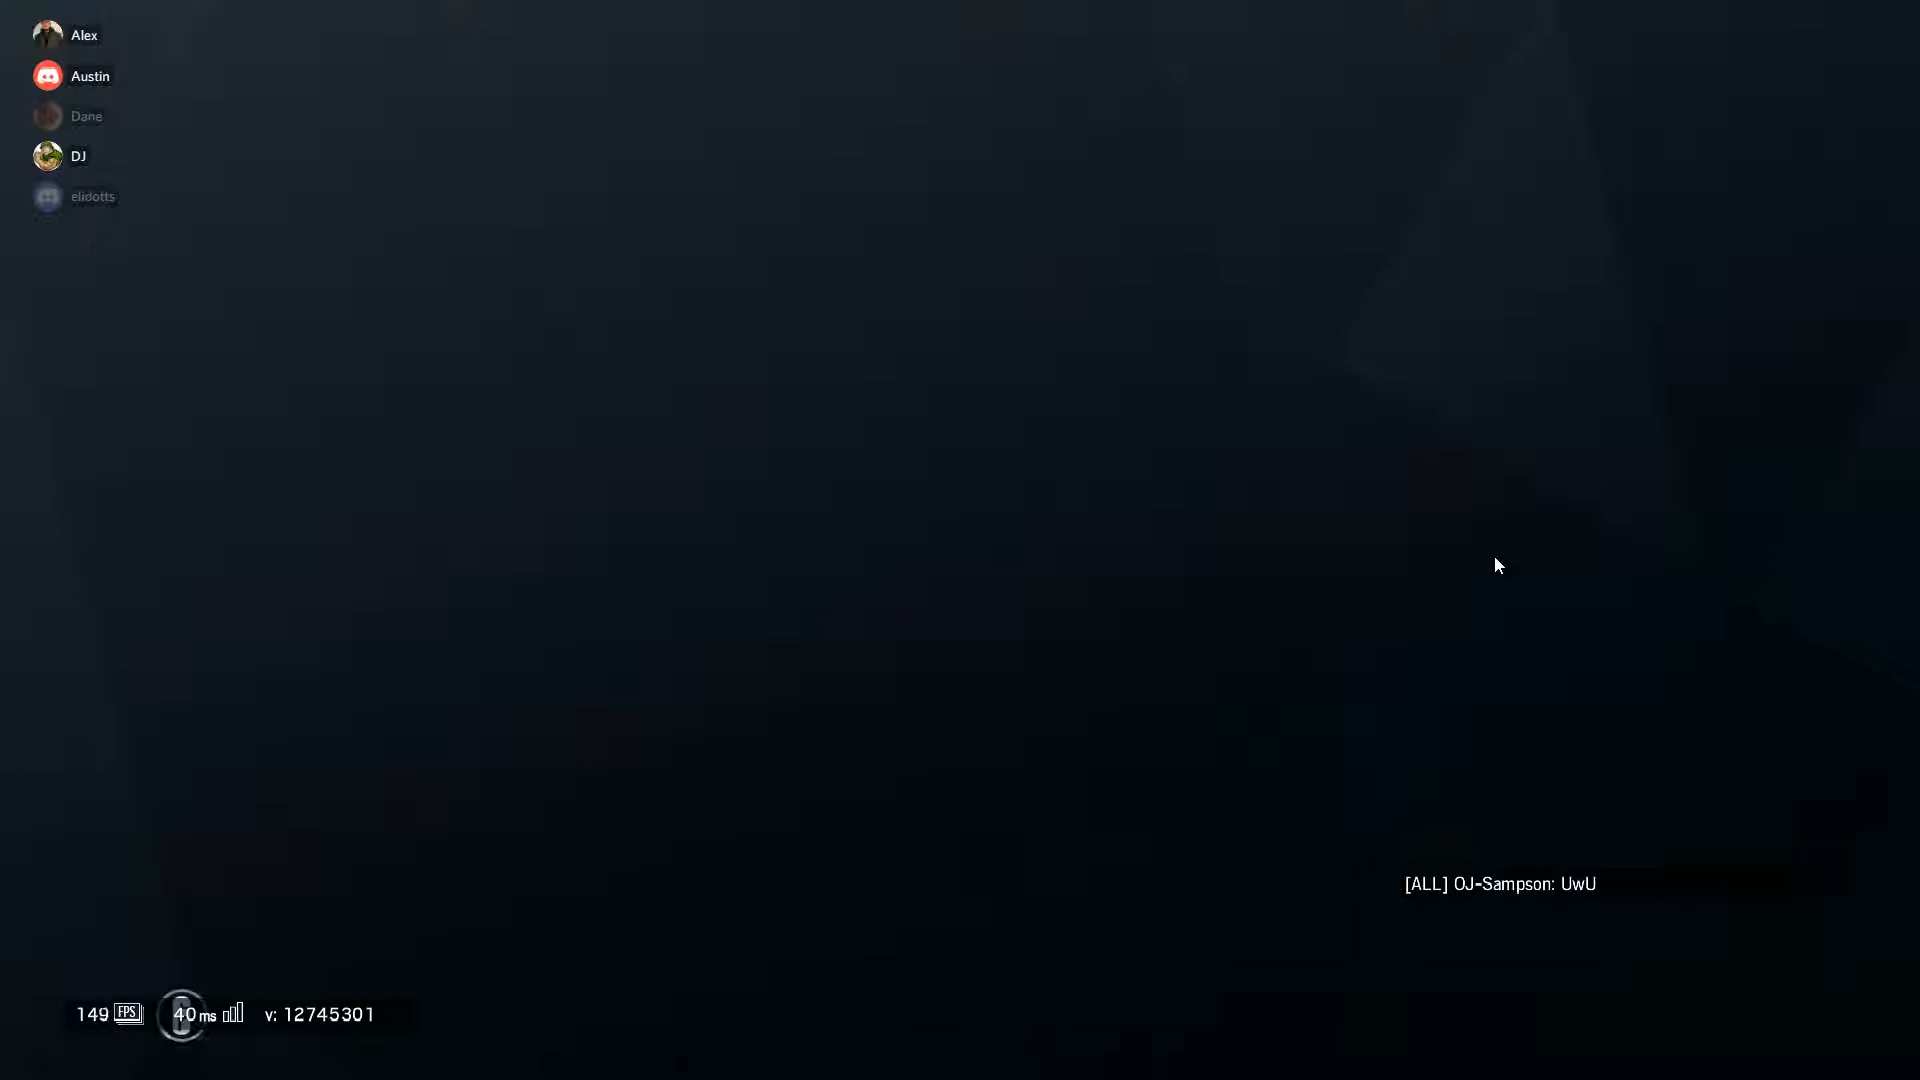 Alex
Austin
Dane
DJ
elidotts
[ALL] OJ-Sampson: UwU
149 FPS 40 ms v: 12745301